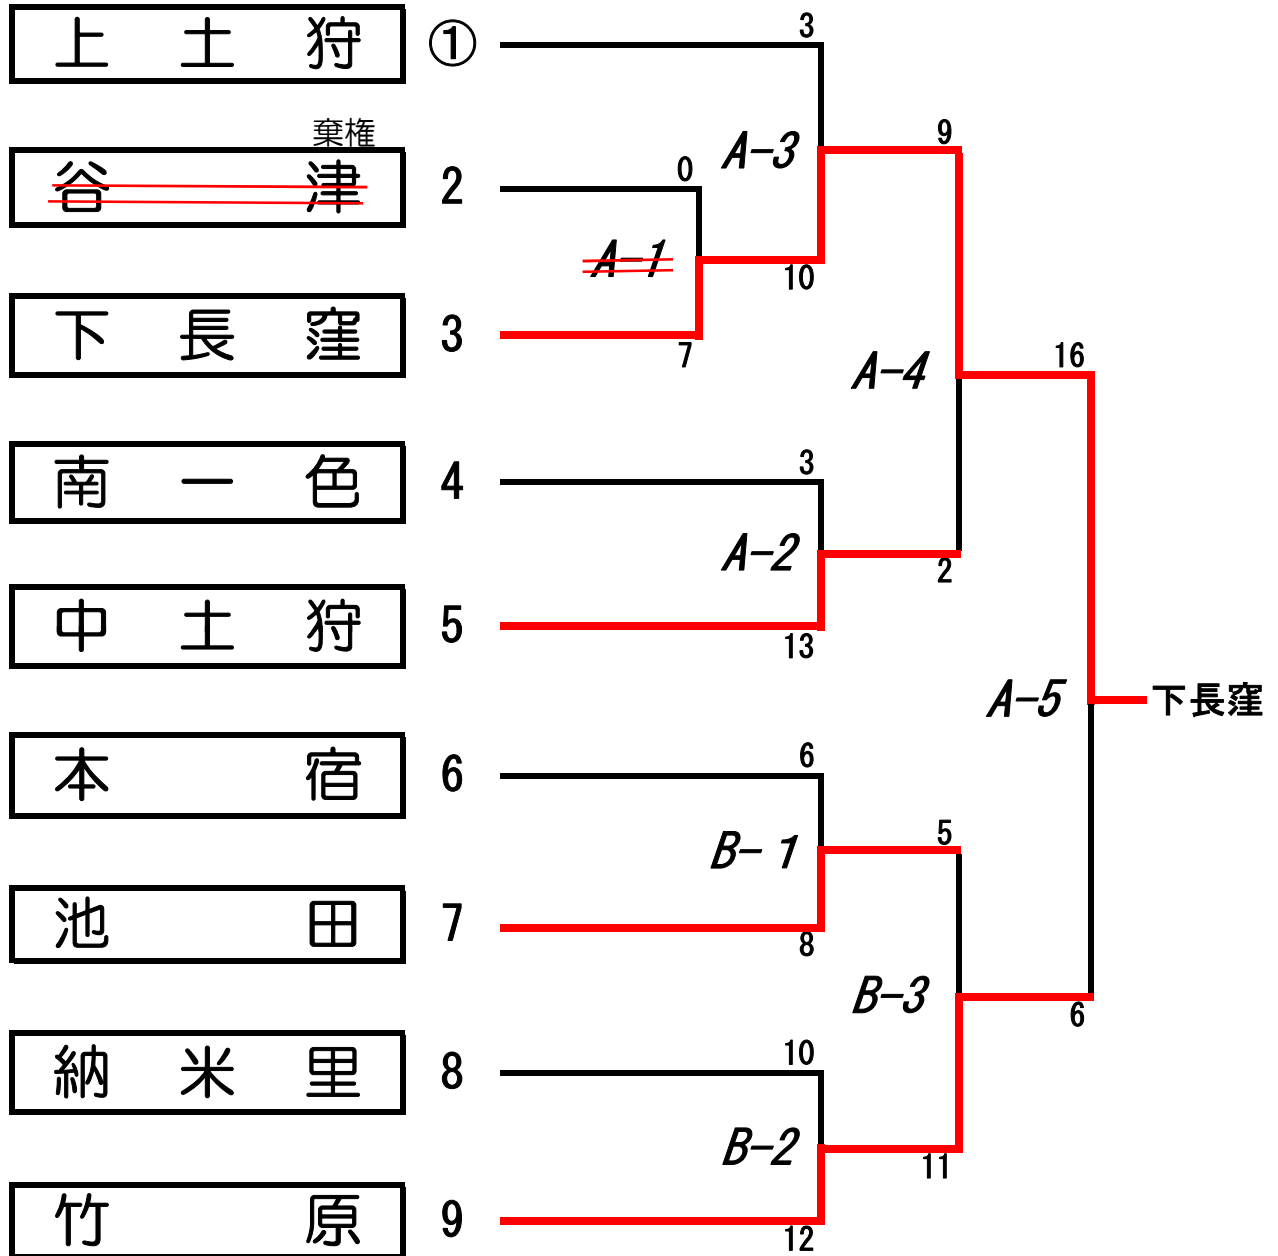 上土狩 ① 3
棄権 A-3 9
谷津 2 0
A-1
10
下長窪 3 7
A-4 16
南一色 4 3
A-2 2
中土狩 5 13
A-5 下長窪
本宿 6 6
B-1 5
池田 7 8
B-3 6
納米里 8 10
B-2 11
竹原 9 12